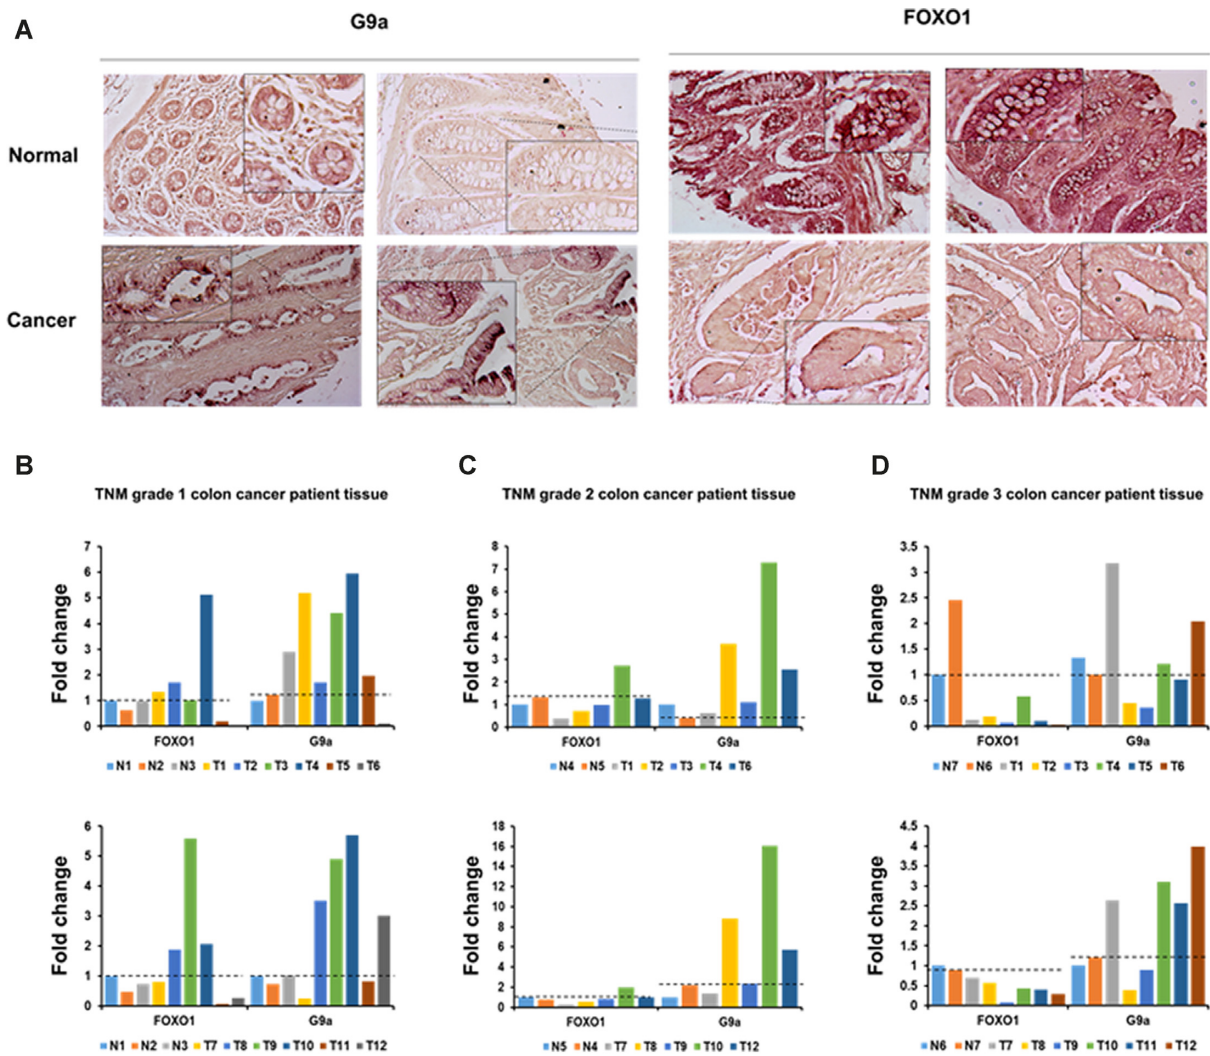 A
G9a
FOXO1
Normal
Cancer
B
C
D
TNM grade 1 colon cancer patient tissue
TNM grade 2 colon cancer patient tissue
TNM grade 3 colon cancer patient tissue
Fold change
7
6
5
4
3
2
1
0
FOXO1
G9a
N1 N2 N3 T1 T2 T3 T4 T5 T6
Fold change
8
7
6
5
4
3
2
1
0
FOXO1
G9a
N4 N5 T1 T2 T3 T4 T6
Fold change
3.5
3
2.5
2
1.5
1
0.5
0
FOXO1
G9a
N7 N6 T1 T2 T3 T4 T5 T6
Fold change
6
5
4
3
2
1
0
FOXO1
G9a
N1 N2 N3 T7 T8 T9 T10 T11 T12
Fold change
18
16
14
12
10
8
6
4
2
0
FOXO1
G9a
N5 N4 T7 T8 T9 T10 T12
Fold change
4.5
4
3.5
3
2.5
2
1.5
1
0.5
0
FOXO1
G9a
N6 N7 T7 T8 T9 T10 T11 T12